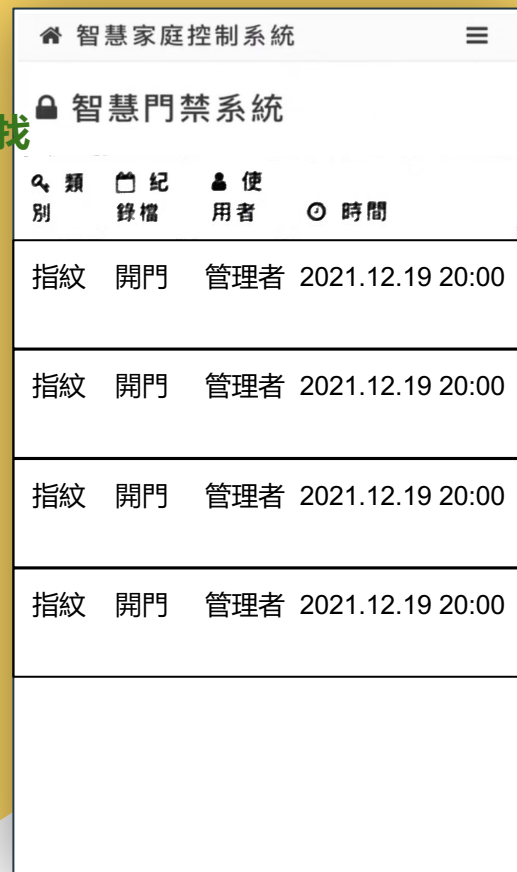 智慧家庭控制系統
智慧門禁系統
找
類別 紀錄檔 使用者 時間
指紋 開門 管理者 2021.12.19 20:00
指紋 開門 管理者 2021.12.19 20:00
指紋 開門 管理者 2021.12.19 20:00
指紋 開門 管理者 2021.12.19 20:00